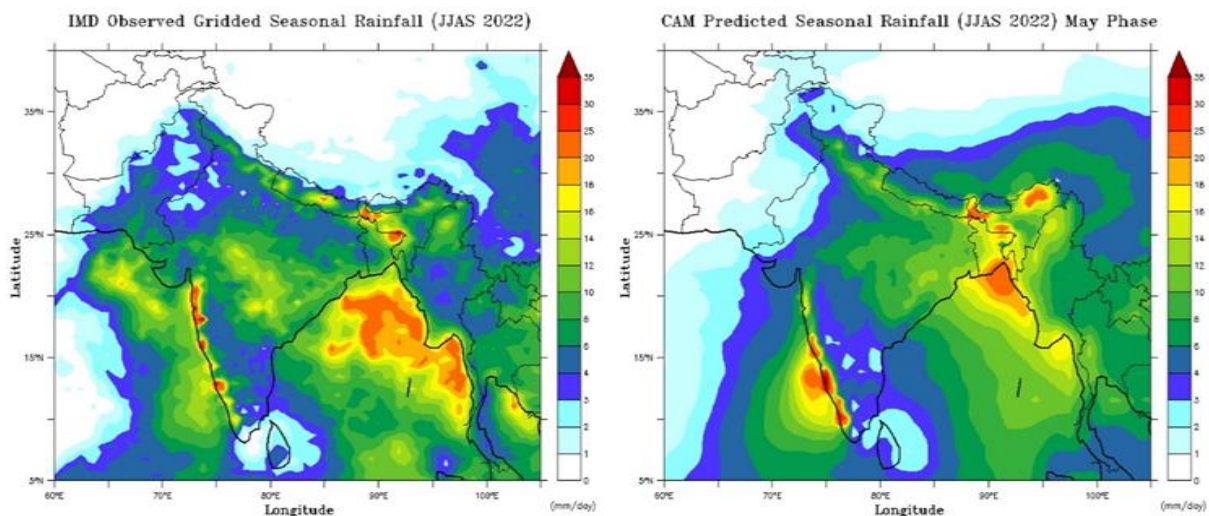 IMD Observed Gridded Seasonal Rainfall (JJAS 2022)
35°N
25°N
15°N
5°N
Latitude
60°E 70°E 80°E 90°E 100°E
Longitude
35
30
25
20
18
16
14
12
10
8
6
4
3
2
1
0
(mm/day)
CAM Predicted Seasonal Rainfall (JJAS 2022) May Phase
35°N
25°N
15°N
5°N
Latitude
60°E 70°E 80°E 90°E 100°E
Longitude
35
30
25
20
18
16
14
12
10
8
6
4
3
2
1
0
(mm/day)